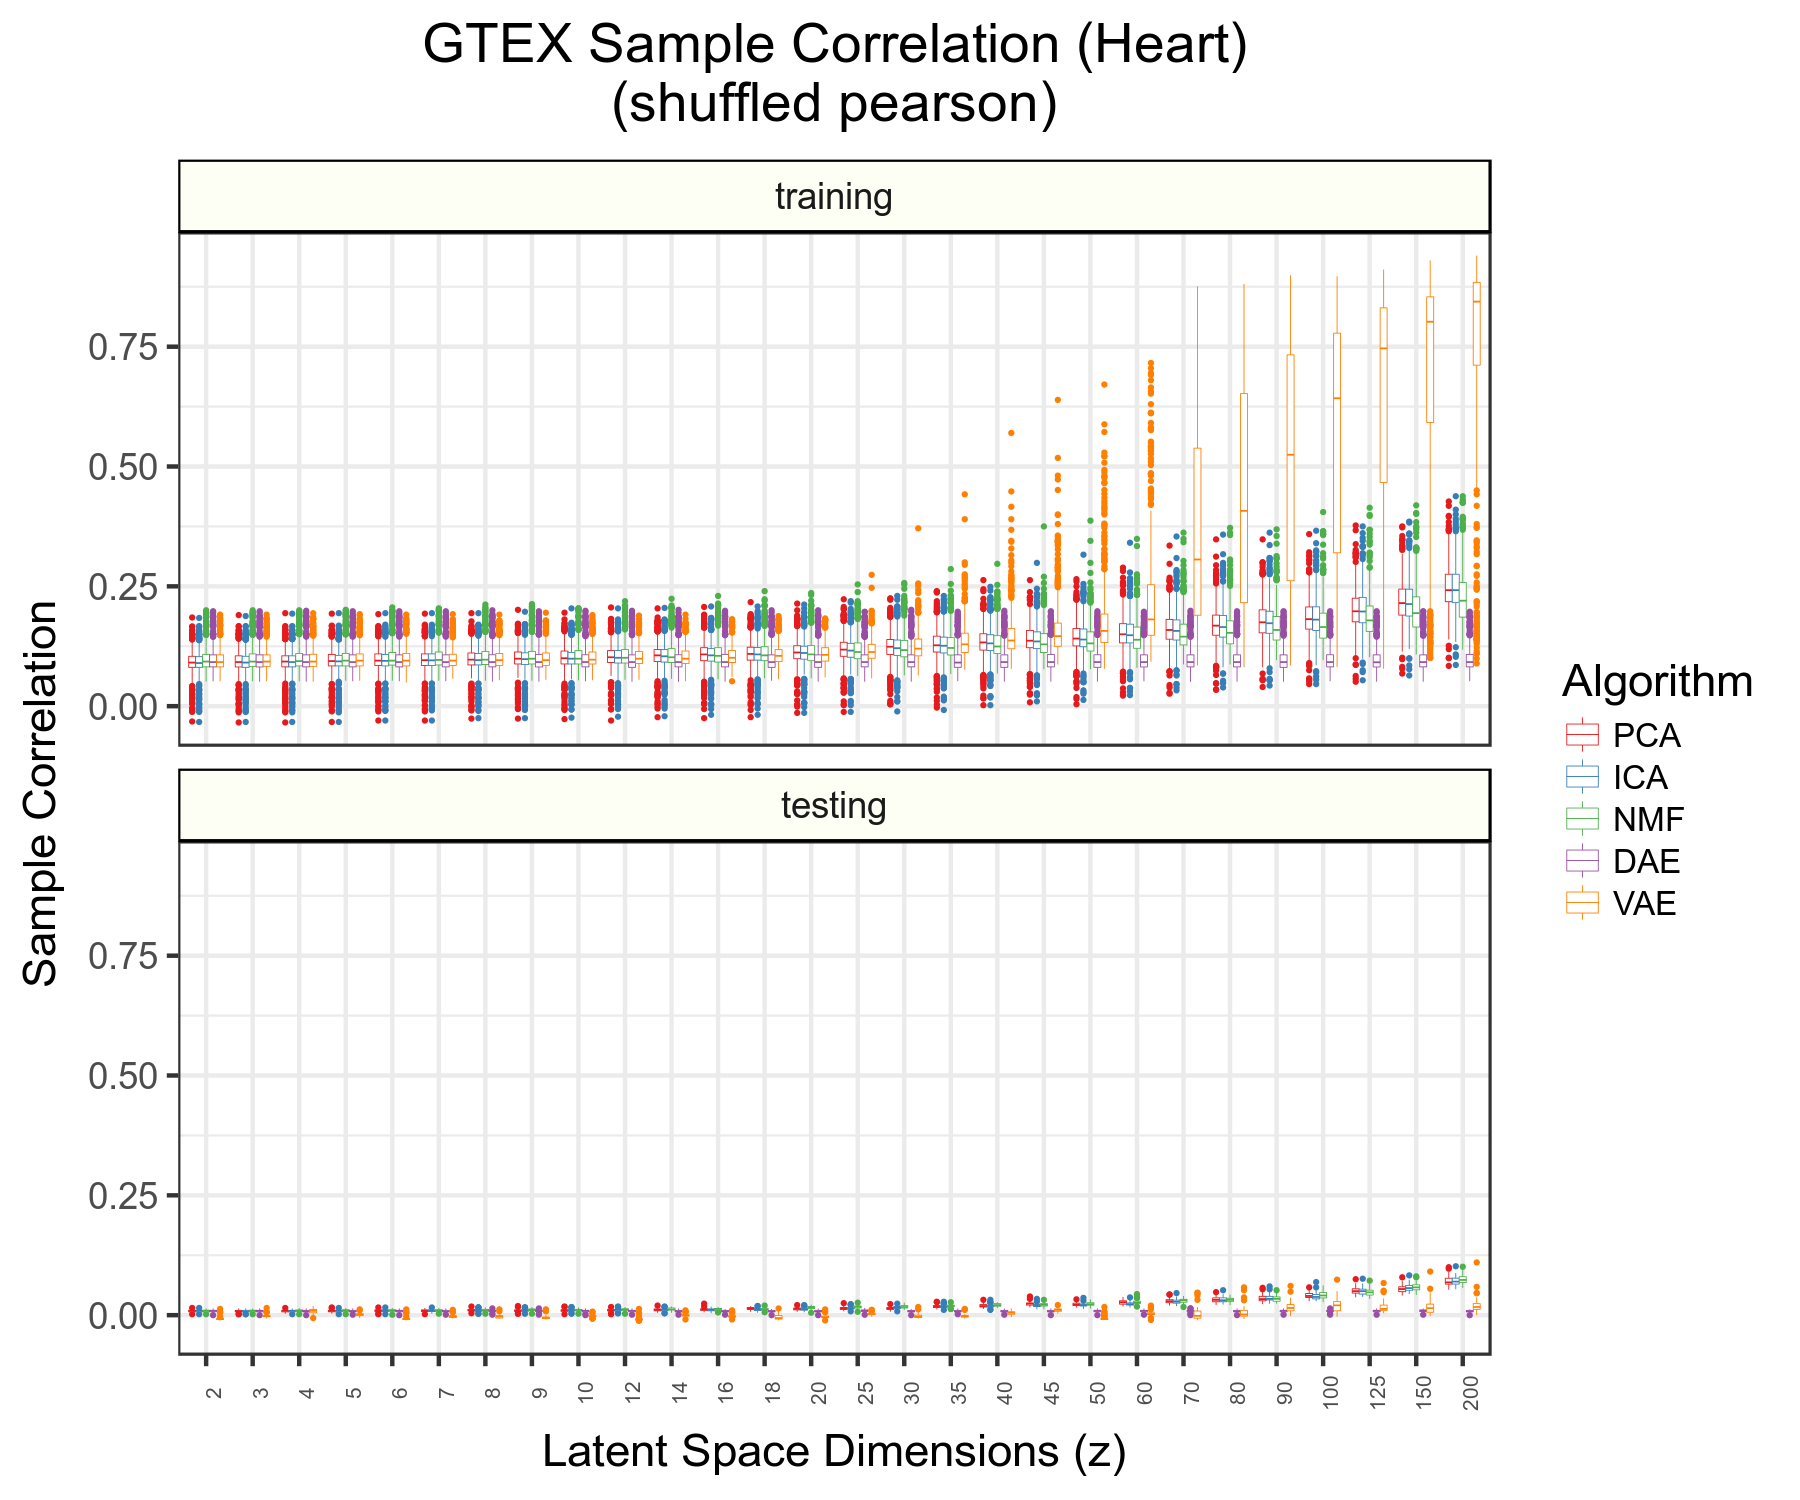 GTEX Sample Correlation (Heart)
(shuffled pearson)
training
0.75
0.50
0.25
0.00
testing
0.75
0.50
0.25
0.00
Sample Correlation
2 3 4 5 6 7 8 9 10 12 14 16 18 20 25 30 35 40 45 50 60 70 80 90 100 125 150 200
Latent Space Dimensions (z)
Algorithm
PCA
ICA
NMF
DAE
VAE